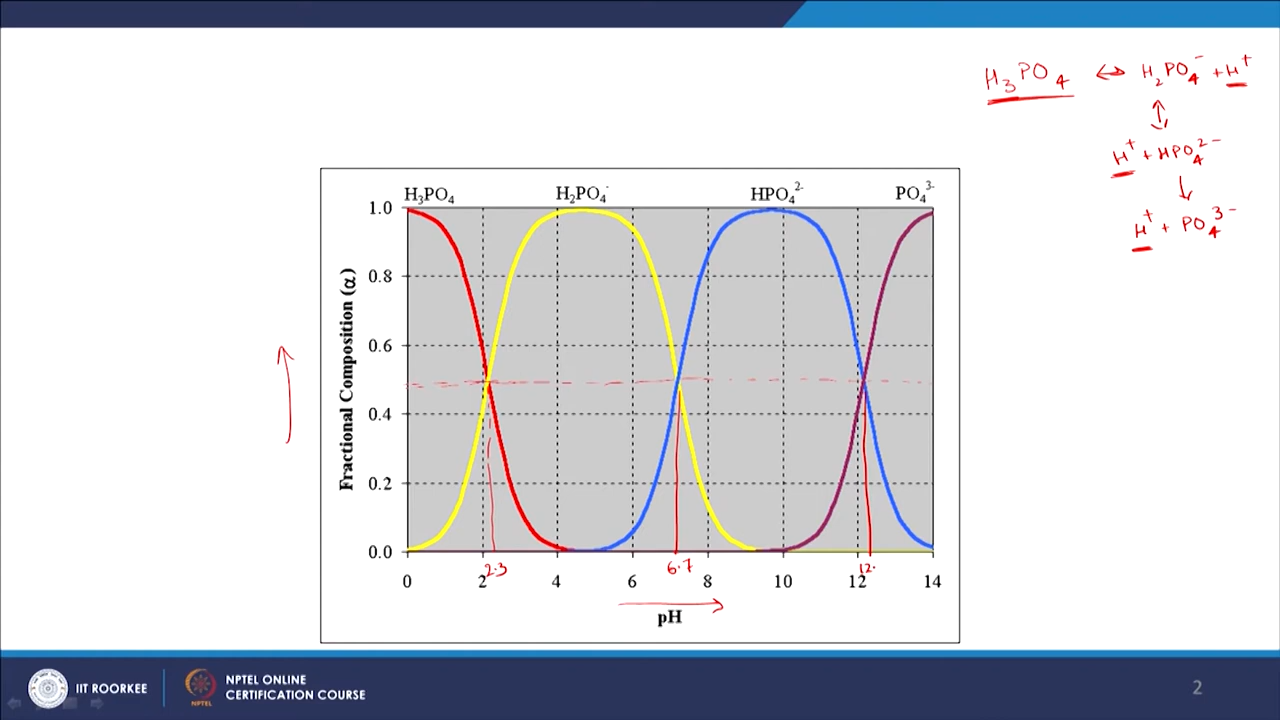 H₃PO₄ ↔ H₂PO₄⁻ + H⁺
↕
H⁺ + HPO₄²⁻
↓
H⁺ + PO₄³⁻
H₃PO₄ H₂PO₄⁻ HPO₄²⁻ PO₄³⁻
1.0
0.8
0.6
0.4
0.2
0.0
Fractional Composition (α)
2.3 6.7 12.
0 2 4 6 8 10 12 14
pH
IIT ROORKEE
NPTEL
NPTEL ONLINE
CERTIFICATION COURSE
2